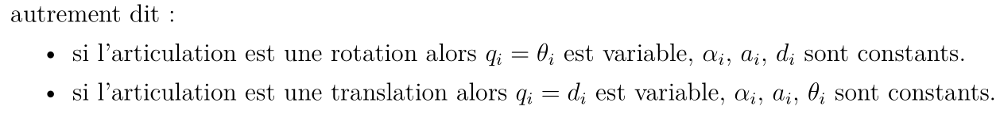 autrement dit :
• si l'articulation est une rotation alors $q_i = \theta_i$ est variable, $\alpha_i$, $a_i$, $d_i$ sont constants.
• si l'articulation est une translation alors $q_i = d_i$ est variable, $\alpha_i$, $a_i$, $\theta_i$ sont constants.